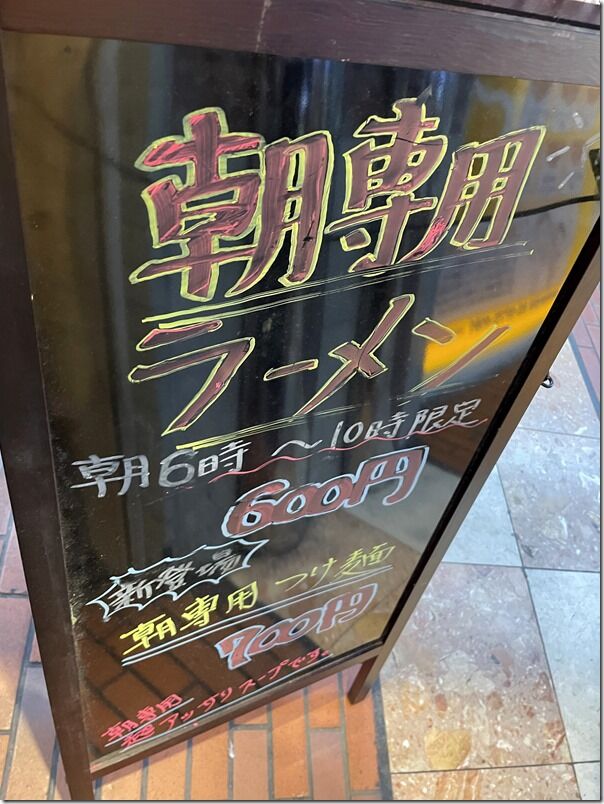 朝専用
ラーメン
朝6時〜10時限定
600円
新登場
朝専用つけ麺
700円
朝専用
アッサリスープです。